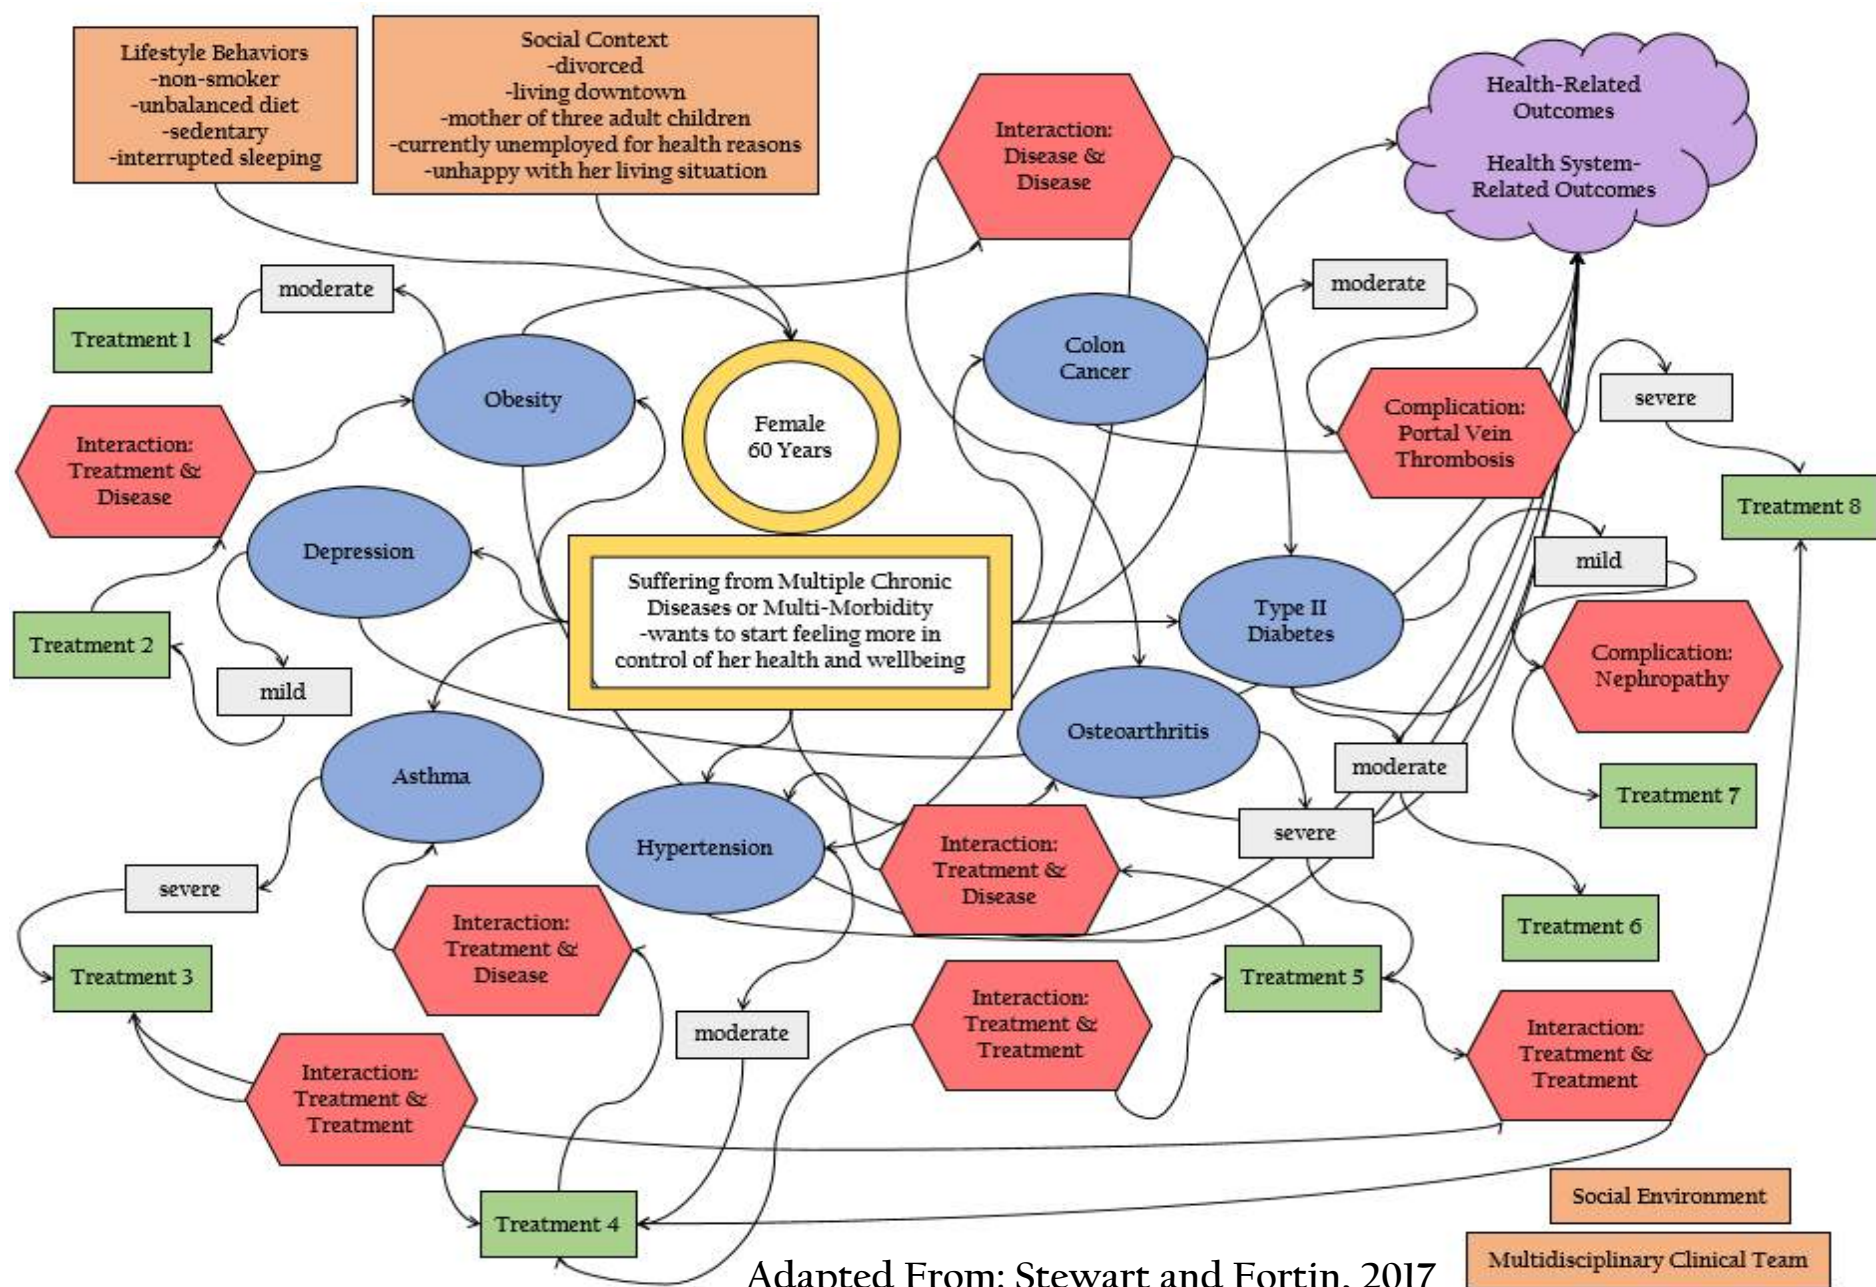 Lifestyle Behaviors
-non-smoker
-unbalanced diet
-sedentary
-interrupted sleeping
Social Context
-divorced
-living downtown
-mother of three adult children
-currently unemployed for health reasons
-unhappy with her living situation
Interaction:
Disease &
Disease
Health-Related
Outcomes
Health System-
Related Outcomes
moderate
Treatment 1
Obesity
Female
60 Years
Colon
Cancer
moderate
Complication:
Portal Vein
Thrombosis
severe
Treatment 8
Interaction:
Treatment &
Disease
Depression
Treatment 2
mild
Suffering from Multiple Chronic
Diseases or Multi-Morbidity
-wants to start feeling more in
control of her health and wellbeing
Type II
Diabetes
mild
Complication:
Nephropathy
Treatment 7
Asthma
Hypertension
Osteoarthritis
moderate
severe
Interaction:
Treatment &
Disease
Treatment 6
severe
Treatment 3
Interaction:
Treatment &
Disease
moderate
Interaction:
Treatment &
Treatment
Treatment 5
Interaction:
Treatment &
Treatment
Interaction:
Treatment &
Treatment
Treatment 4
Social Environment
Multidisciplinary Clinical Team
Adapted From: Stewart and Fortin, 2017